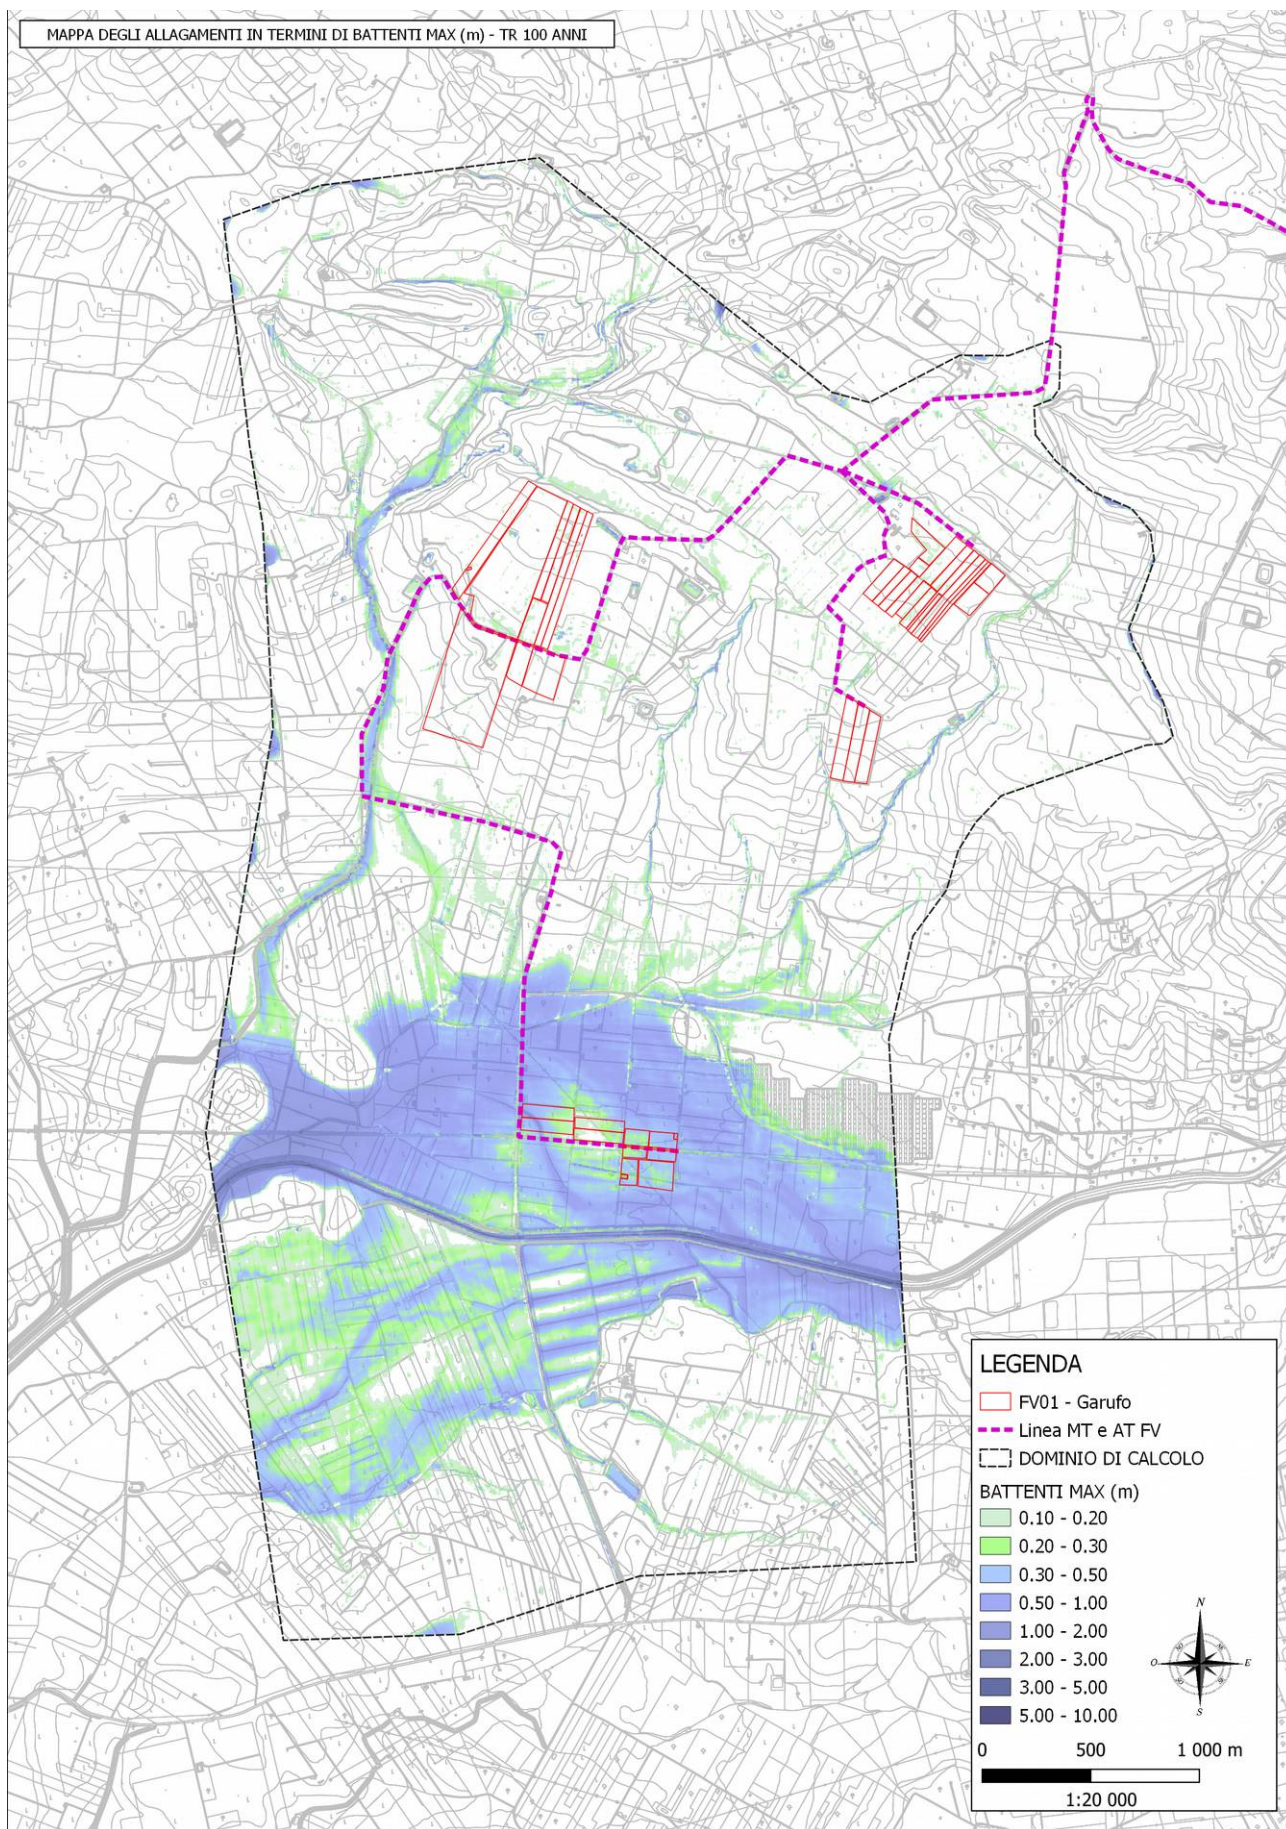 MAPPA DEGLI ALLAGAMENTI IN TERMINI DI BATTENTI MAX (m) - TR 100 ANNI
LEGENDA
FV01 - Garufo
Linea MT e AT FV
DOMINIO DI CALCOLO
BATTENTI MAX (m)
0.10 - 0.20
0.20 - 0.30
0.30 - 0.50
0.50 - 1.00
1.00 - 2.00
2.00 - 3.00
3.00 - 5.00
5.00 - 10.00
N
O
E
S
0 500 1 000 m
1:20 000